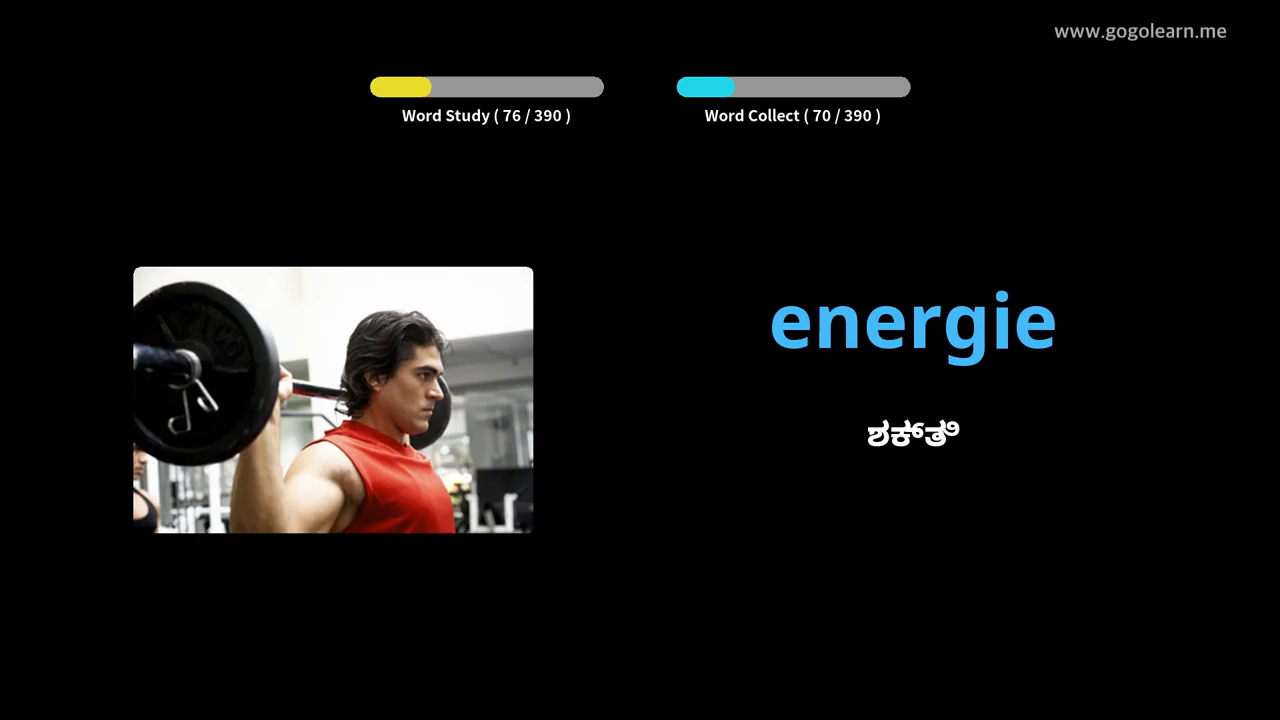 www.gogolearn.me
Word Study ( 76 / 390 )
Word Collect ( 70 / 390 )
energie
ಶಕ್ತಿ